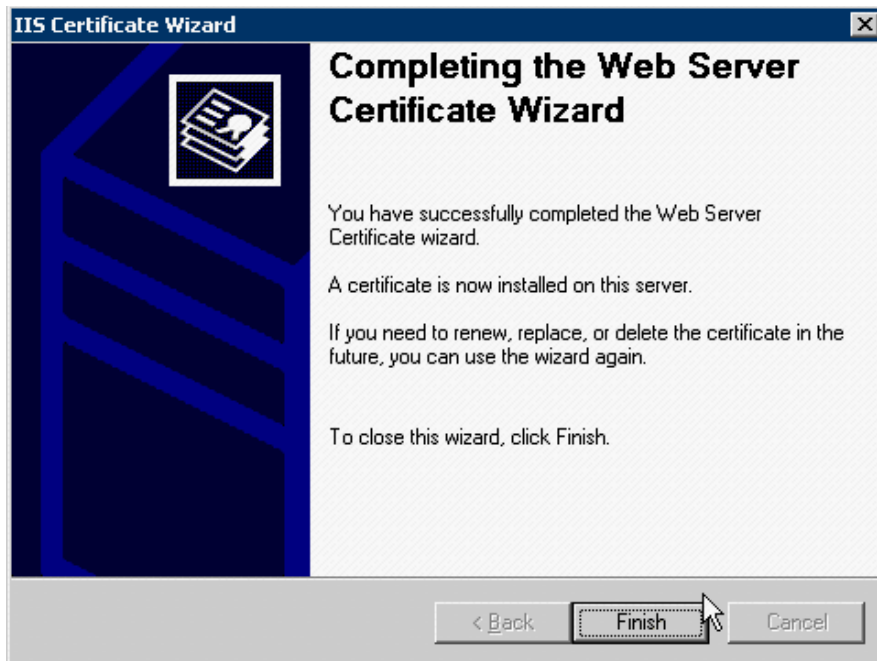 IIS Certificate Wizard
Completing the Web Server
Certificate Wizard
You have successfully completed the Web Server
Certificate wizard.
A certificate is now installed on this server.
If you need to renew, replace, or delete the certificate in the
future, you can use the wizard again.
To close this wizard, click Finish.
< Back Finish Cancel